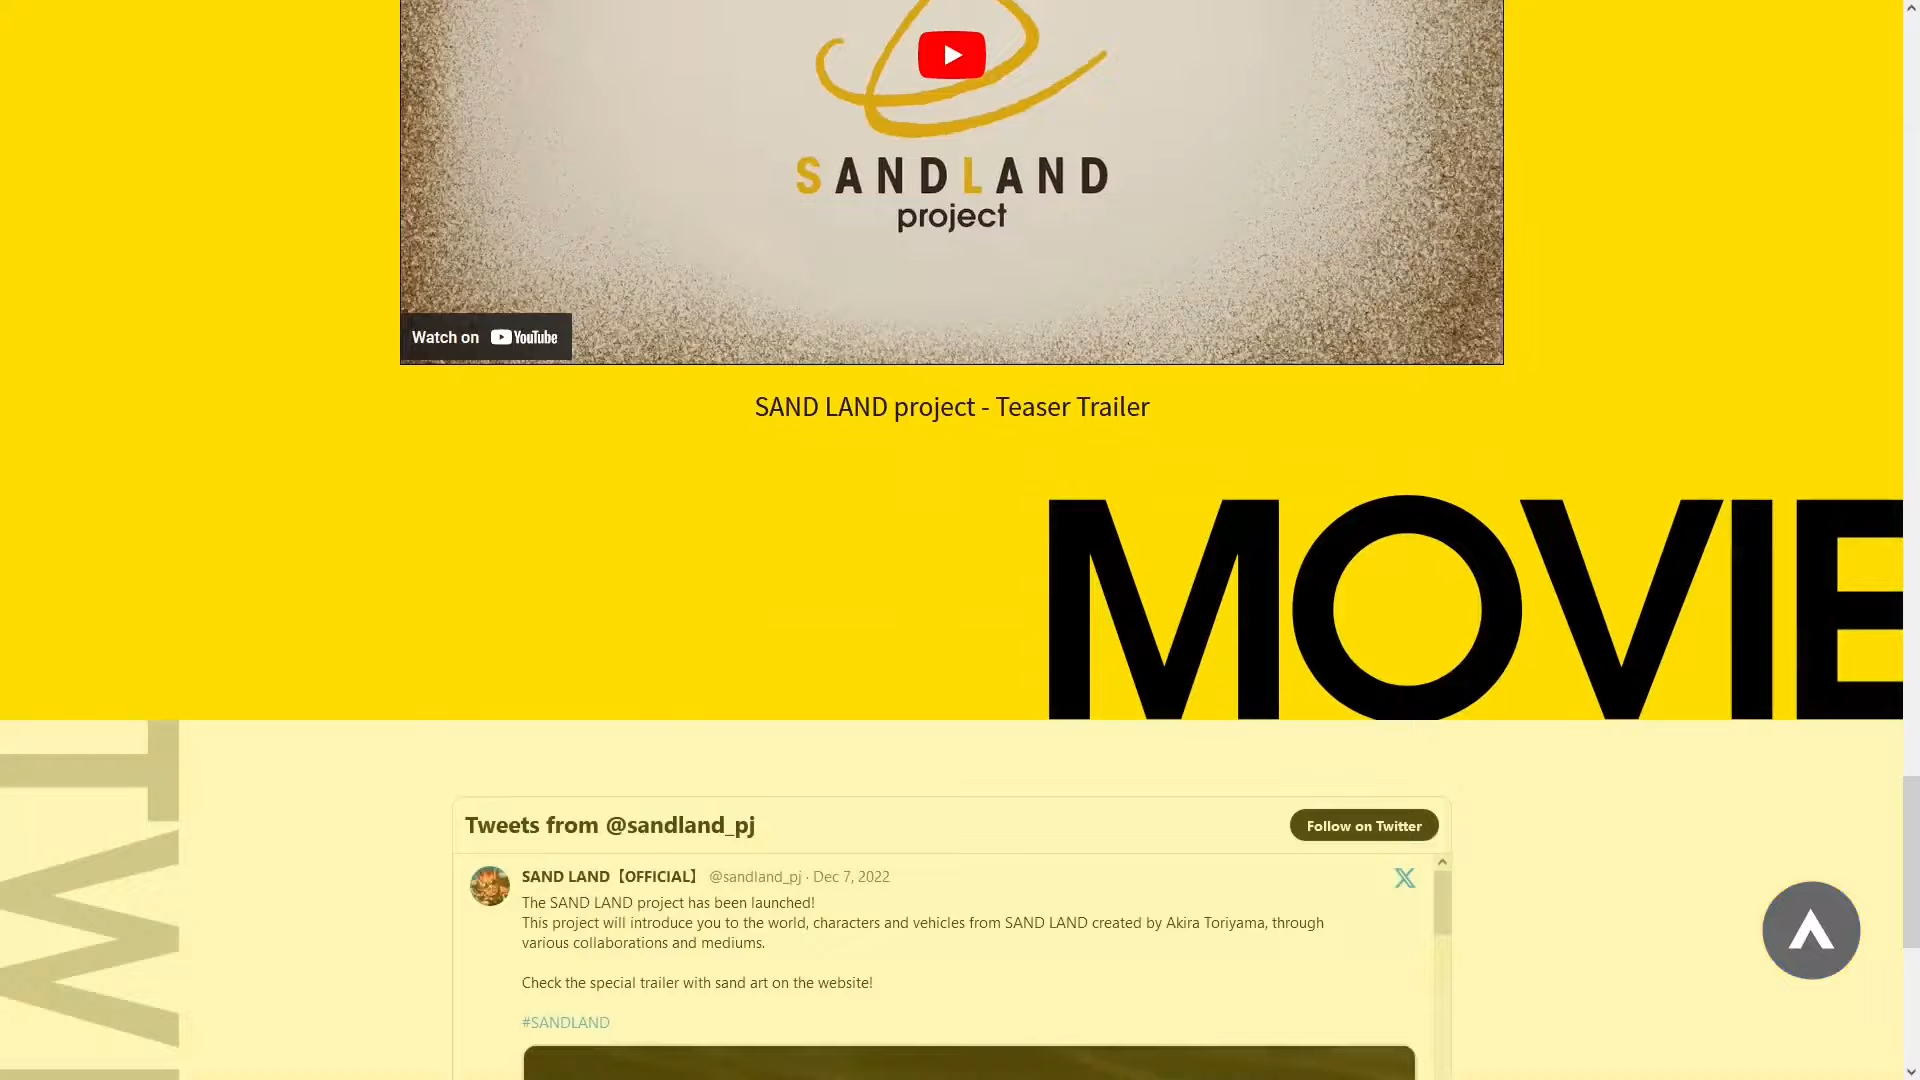 SANDLAND
project
Watch on YouTube
SAND LAND project - Teaser Trailer
MOVIE
TW
Tweets from @sandland_pj
Follow on Twitter
SAND LAND【OFFICIAL】 @sandland_pj · Dec 7, 2022
The SAND LAND project has been launched!
This project will introduce you to the world, characters and vehicles from SAND LAND created by Akira Toriyama, through
various collaborations and mediums.
Check the special trailer with sand art on the website!
#SANDLAND